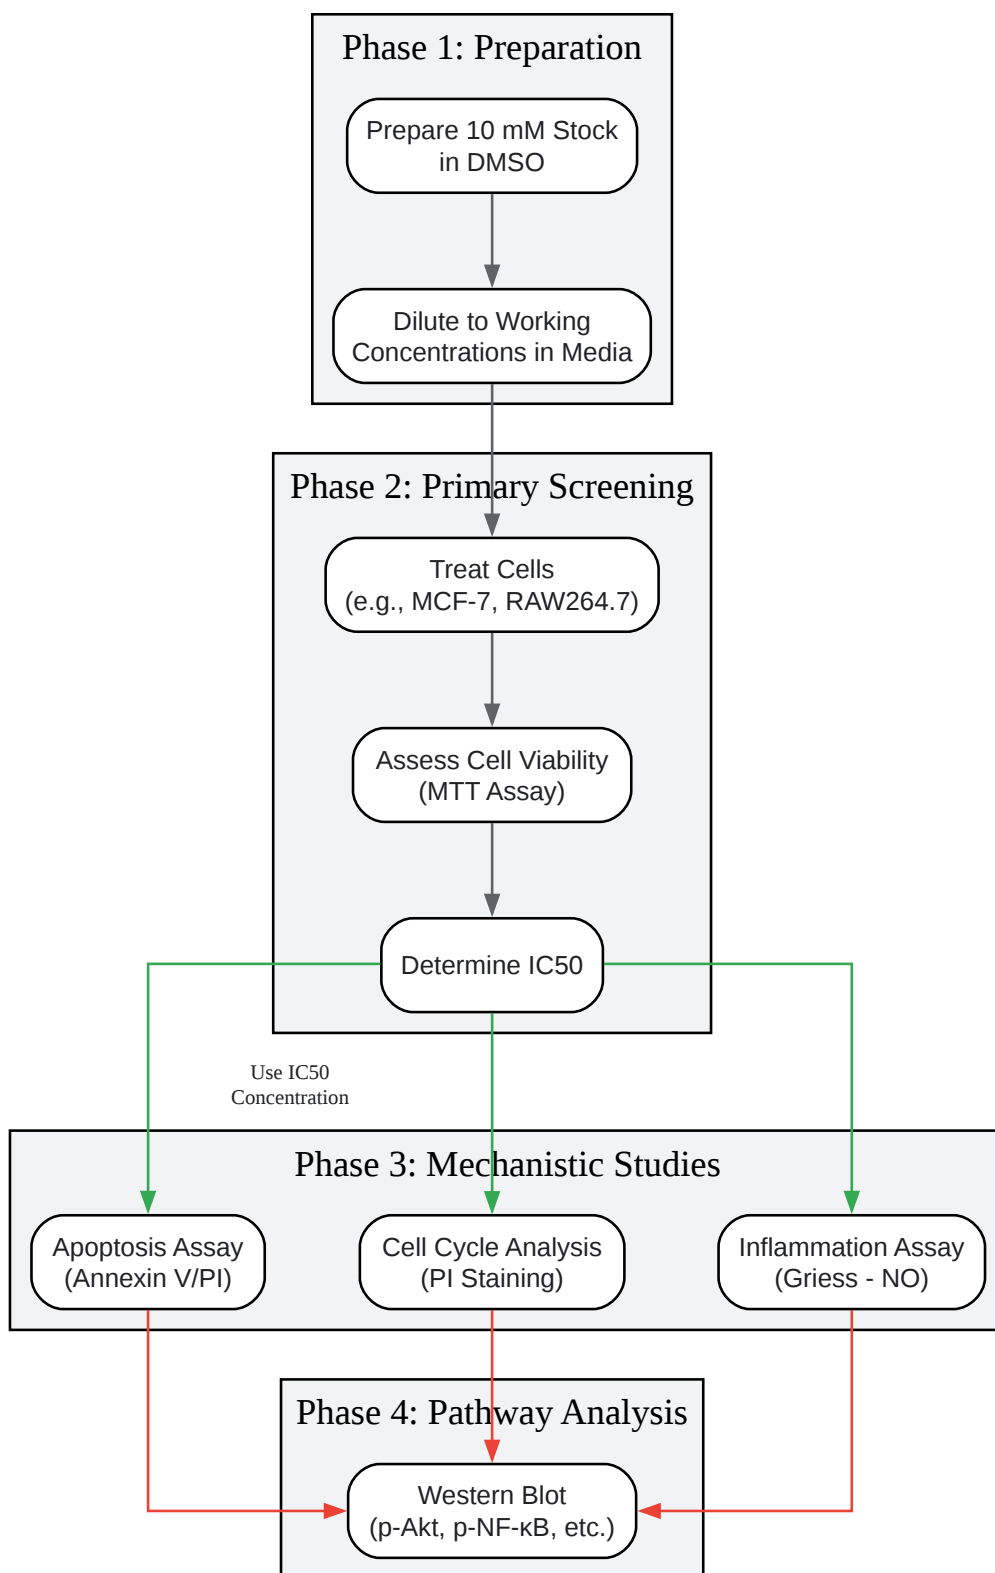 Phase 1: Preparation
Prepare 10 mM Stock
in DMSO
Dilute to Working
Concentrations in Media
Phase 2: Primary Screening
Treat Cells
(e.g., MCF-7, RAW264.7)
Assess Cell Viability
(MTT Assay)
Determine IC50
Use IC50
Concentration
Phase 3: Mechanistic Studies
Apoptosis Assay
(Annexin V/PI)
Cell Cycle Analysis
(PI Staining)
Inflammation Assay
(Griess - NO)
Phase 4: Pathway Analysis
Western Blot
(p-Akt, p-NF-κB, etc.)